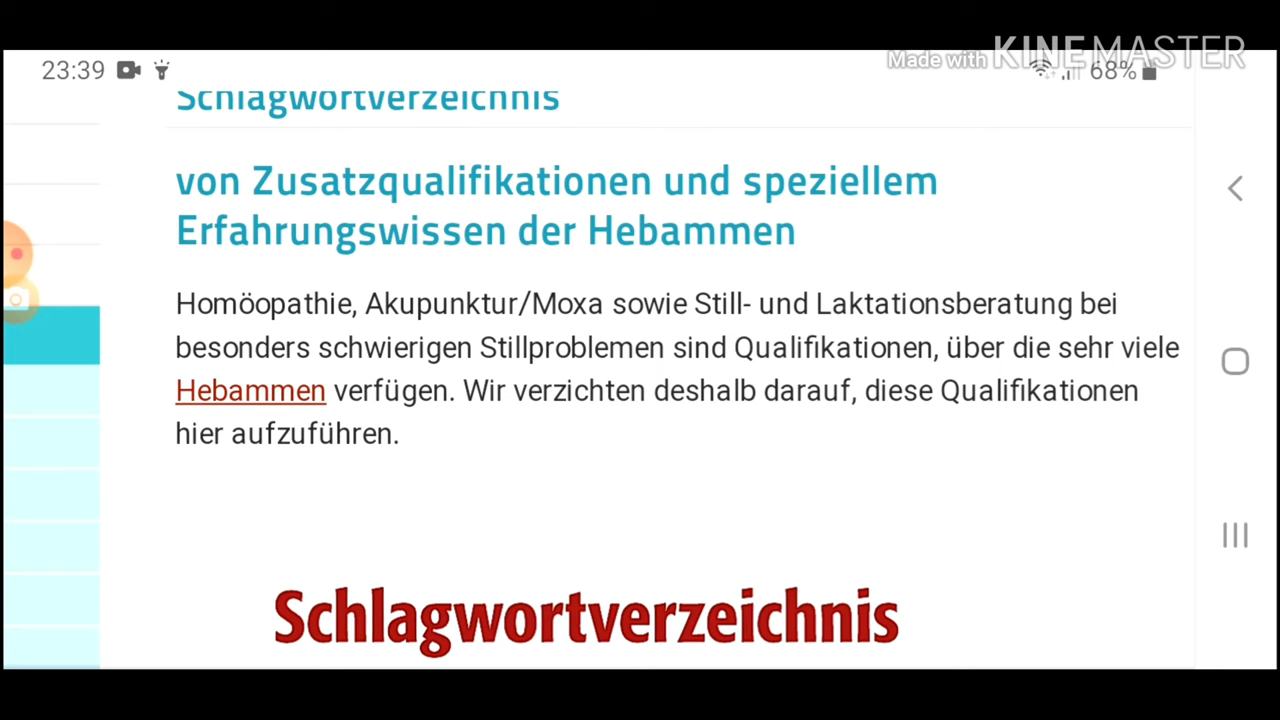 23:39
Made with KINEMASTER
68%
Schlagwortverzeichnis
von Zusatzqualifikationen und speziellem
Erfahrungswissen der Hebammen
Homöopathie, Akupunktur/Moxa sowie Still- und Laktationsberatung bei
besonders schwierigen Stillproblemen sind Qualifikationen, über die sehr viele
Hebammen verfügen. Wir verzichten deshalb darauf, diese Qualifikationen
hier aufzuführen.
Schlagwortverzeichnis